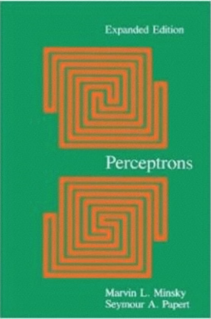 Expanded Edition
Perceptrons
Marvin L. Minsky
Seymour A. Papert